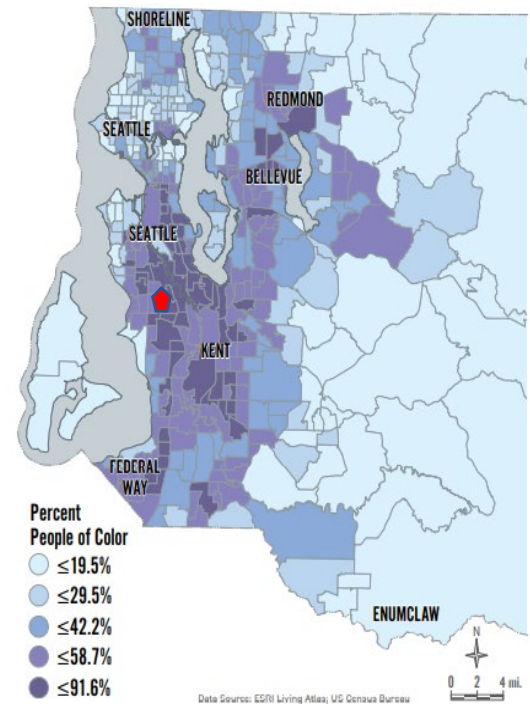 SHORELINE
REDMOND
SEATTLE
BELLEVUE
SEATTLE
KENT
FEDERAL
WAY
Percent
People of Color
≤19.5%
≤29.5%
≤42.2%
≤58.7%
≤91.6%
ENUMCLAW
N
0 2 4 mi.
Data Source: ESRI Living Atlas; US Census Bureau